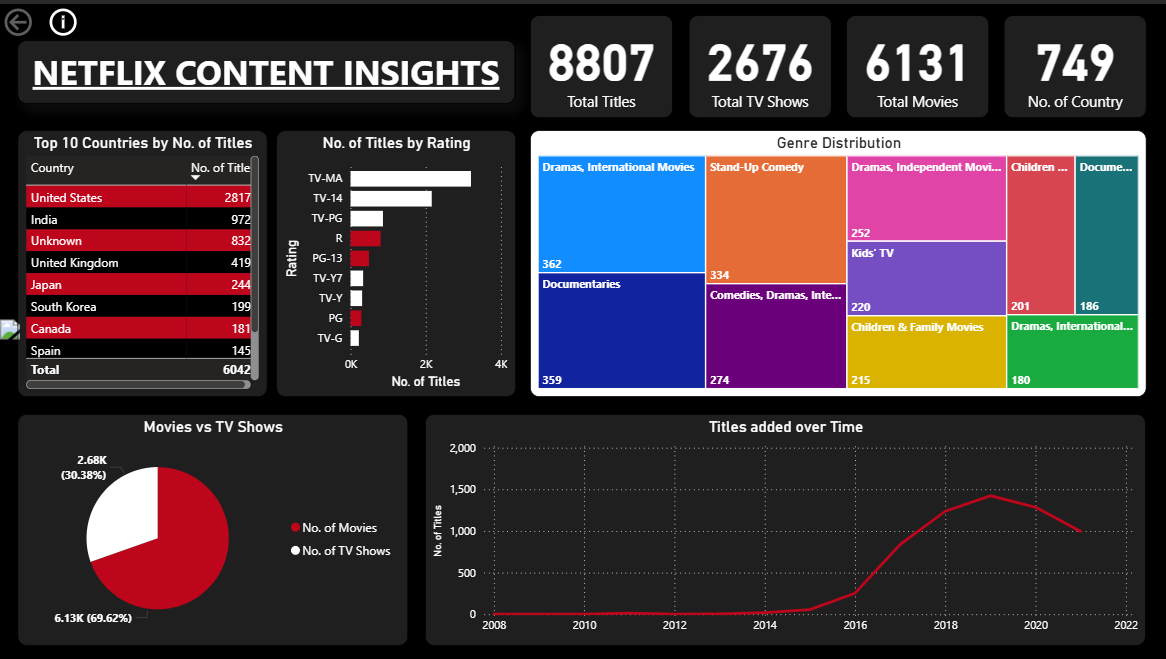 NETFLIX CONTENT INSIGHTS
8807
Total Titles
2676
Total TV Shows
6131
Total Movies
749
No. of Country
Top 10 Countries by No. of Titles
Country No. of Title
United States 2817
India 972
Unknown 832
United Kingdom 419
Japan 244
South Korea 199
Canada 181
Spain 145
Total 6042
No. of Titles by Rating
Rating
TV-MA
TV-14
TV-PG
R
PG-13
TV-Y7
TV-Y
PG
TV-G
0K 2K 4K
No. of Titles
Genre Distribution
Dramas, International Movies
362
Documentaries
359
Stand-Up Comedy
334
Comedies, Dramas, Inte...
274
Dramas, Independent Movi...
252
Kids' TV
220
Children & Family Movies
215
Children ...
201
Docume...
186
Dramas, International...
180
Movies vs TV Shows
2.68K
(30.38%)
6.13K (69.62%)
No. of Movies
No. of TV Shows
Titles added over Time
No. of Titles
2,000
1,500
1,000
500
0
2008 2010 2012 2014 2016 2018 2020 2022